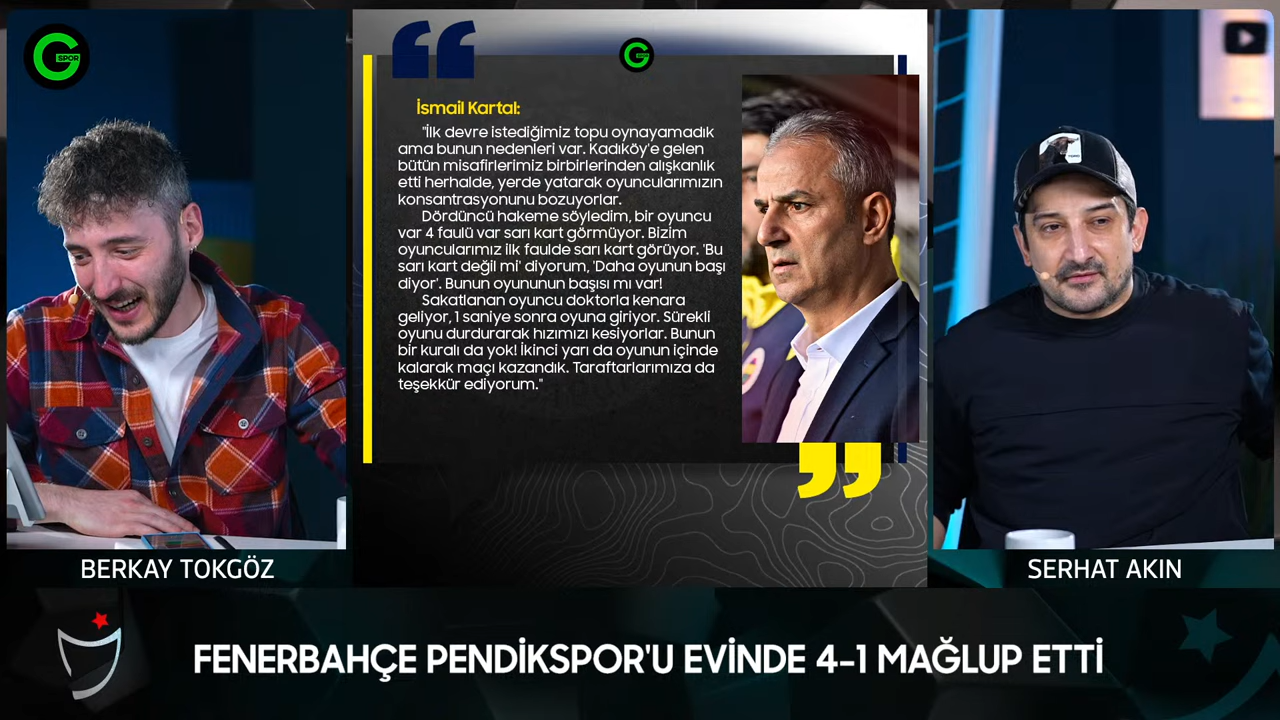 G SPOR
G SPOR
İsmail Kartal:
"İlk devre istediğimiz topu oynayamadık
ama bunun nedenleri var. Kadıköy'e gelen
bütün misafirlerimiz birbirlerinden alışkanlık
etti herhalde, yerde yatarak oyuncularımızın
konsantrasyonunu bozuyorlar.
Dördüncü hakeme söyledim, bir oyuncu
var 4 faulü var sarı kart görmüyor. Bizim
oyuncularımız ilk faulde sarı kart görüyor. 'Bu
sarı kart değil mi' diyorum, 'Daha oyunun başı
diyor'. Bunun oyununun başısı mı var!
Sakatlanan oyuncu doktorla kenara
geliyor, 1 saniye sonra oyuna giriyor. Sürekli
oyunu durdurarak hızımızı kesiyorlar. Bunun
bir kuralı da yok! İkinci yarı da oyunun içinde
kalarak maçı kazandık. Taraftarlarımıza da
teşekkür ediyorum."
BERKAY TOKGÖZ
SERHAT AKIN
FENERBAHÇE PENDİKSPOR'U EVİNDE 4-1 MAĞLUP ETTİ